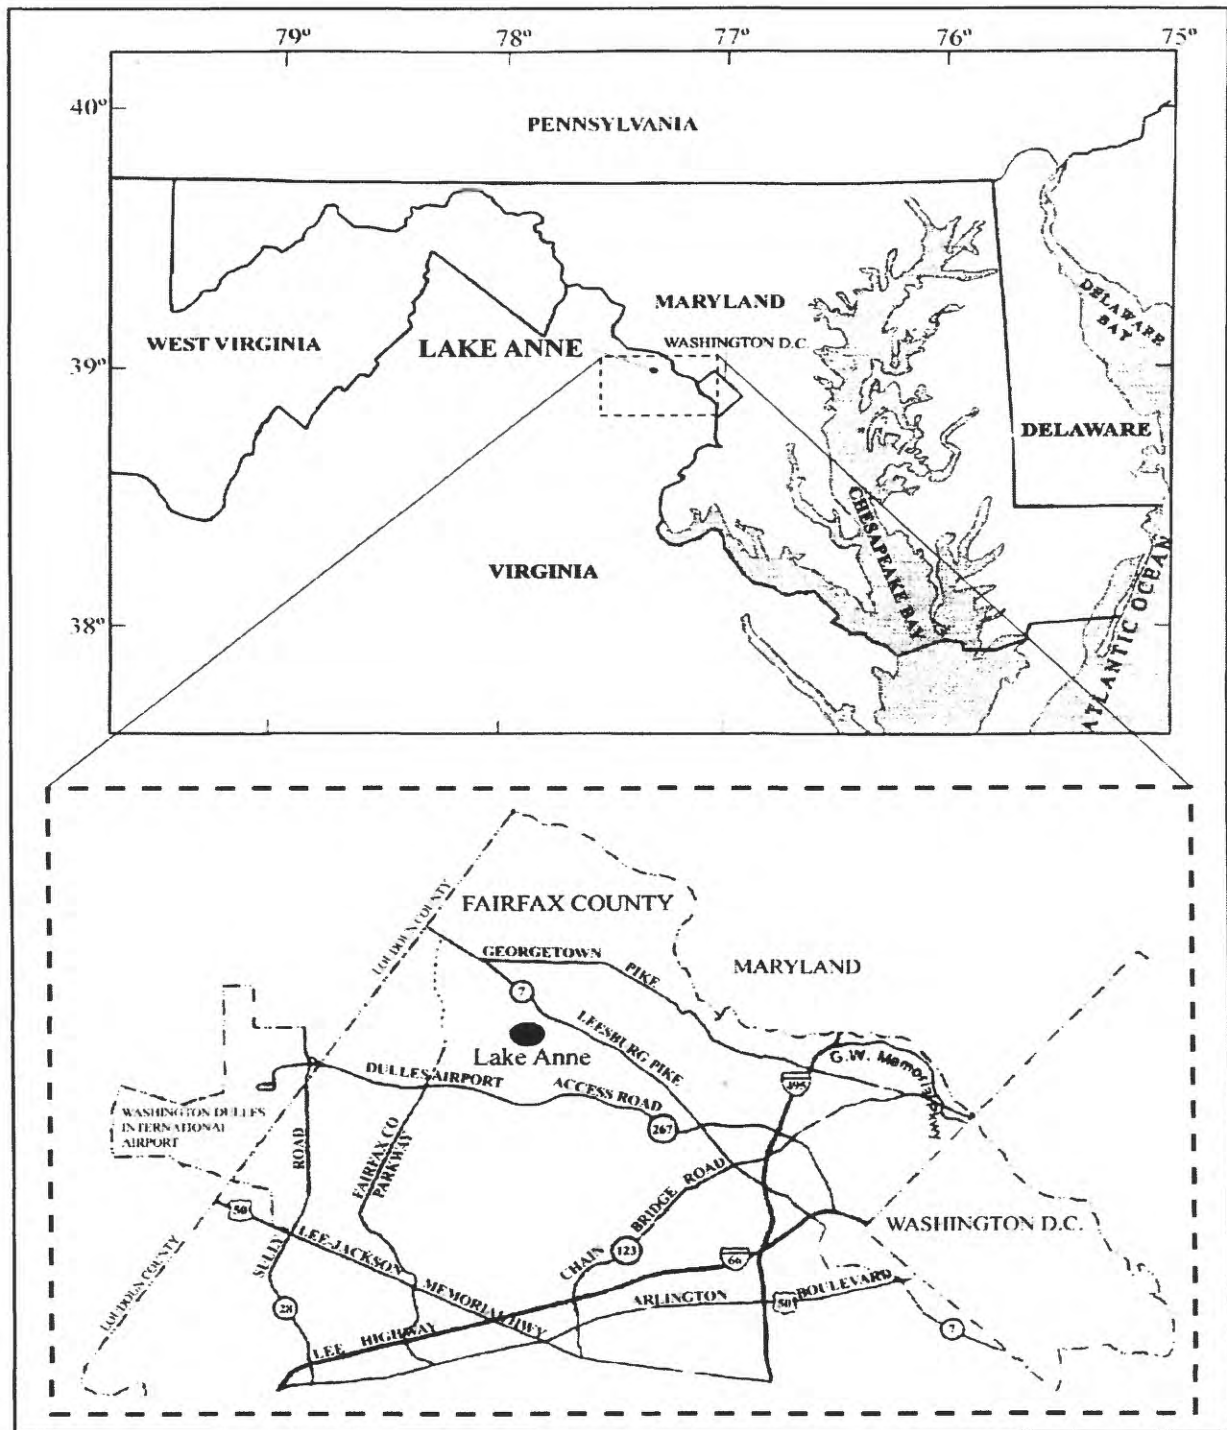 79° 78° 77° 76° 75°
40°
PENNSYLVANIA
MARYLAND
DELAWARE
BAY
WEST VIRGINIA
LAKE ANNE
WASHINGTON D.C.
39°
DELAWARE
CHESAPEAKE BAY
VIRGINIA
ATLANTIC OCEAN
38°
LOUDOUN COUNTY
FAIRFAX COUNTY
GEORGETOWN
PIKE
MARYLAND
7
LEESBURG PIKE
Lake Anne
G.W. Memorial Pkwy
DULLES AIRPORT
ACCESS ROAD
495
WASHINGTON DULLES
INTERNATIONAL
AIRPORT
267
ROAD
FAIRFAX CO
PARKWAY
BRIDGE ROAD
50
WASHINGTON D.C.
SULLY
LEE-JACKSON
CHAIN
123
66
LOUDOUN COUNTY
MEMORIAL HWY
ARLINGTON
50
BOULEVARD
28
LEE HIGHWAY
7